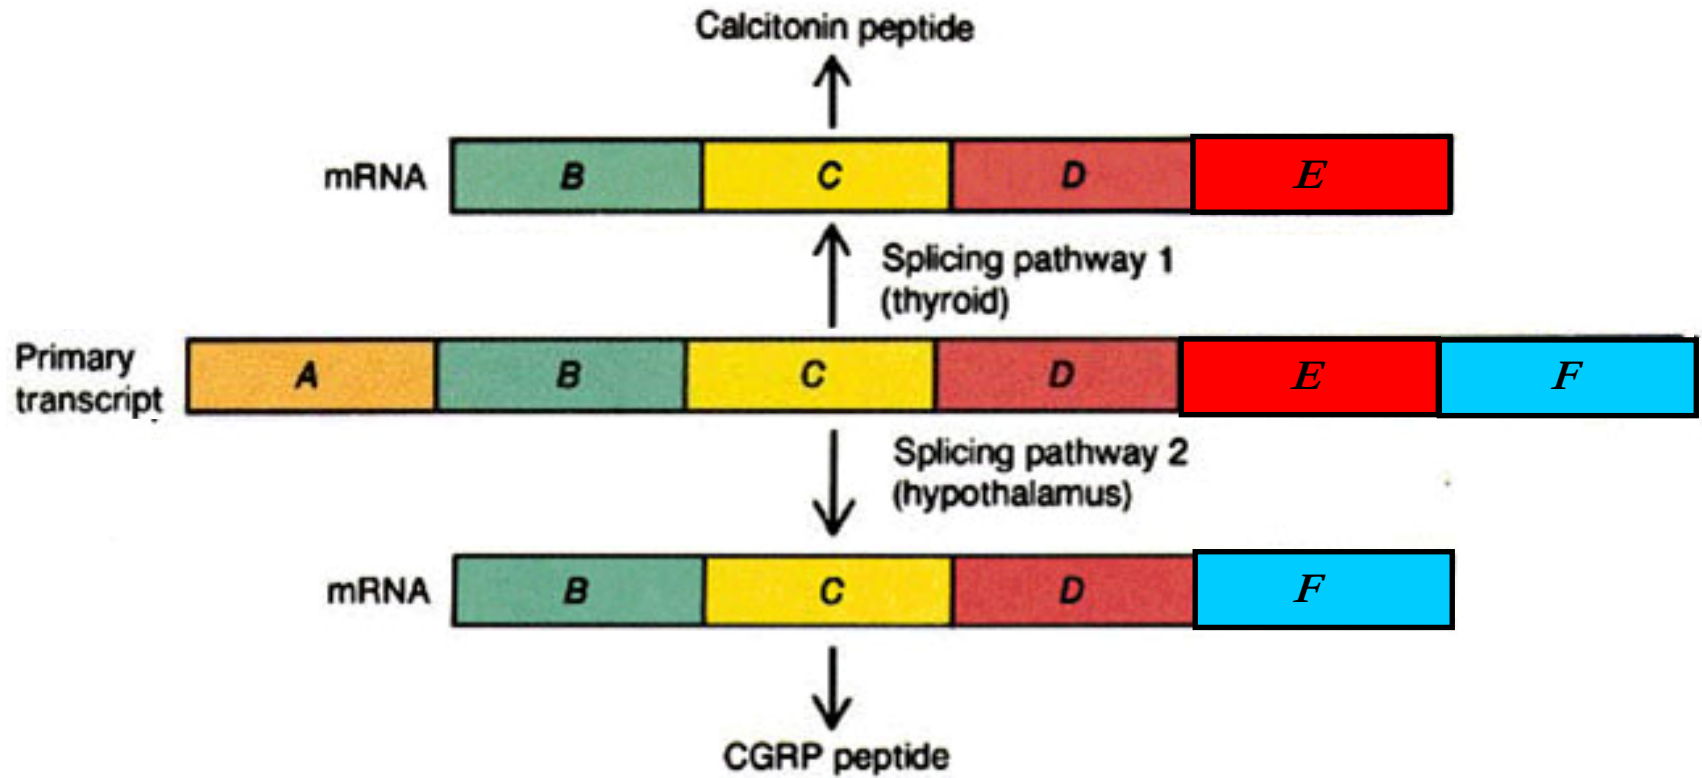 Calcitonin peptide
mRNA B C D E
Splicing pathway 1
(thyroid)
Primary
transcript A B C D E F
Splicing pathway 2
(hypothalamus)
mRNA B C D F
CGRP peptide